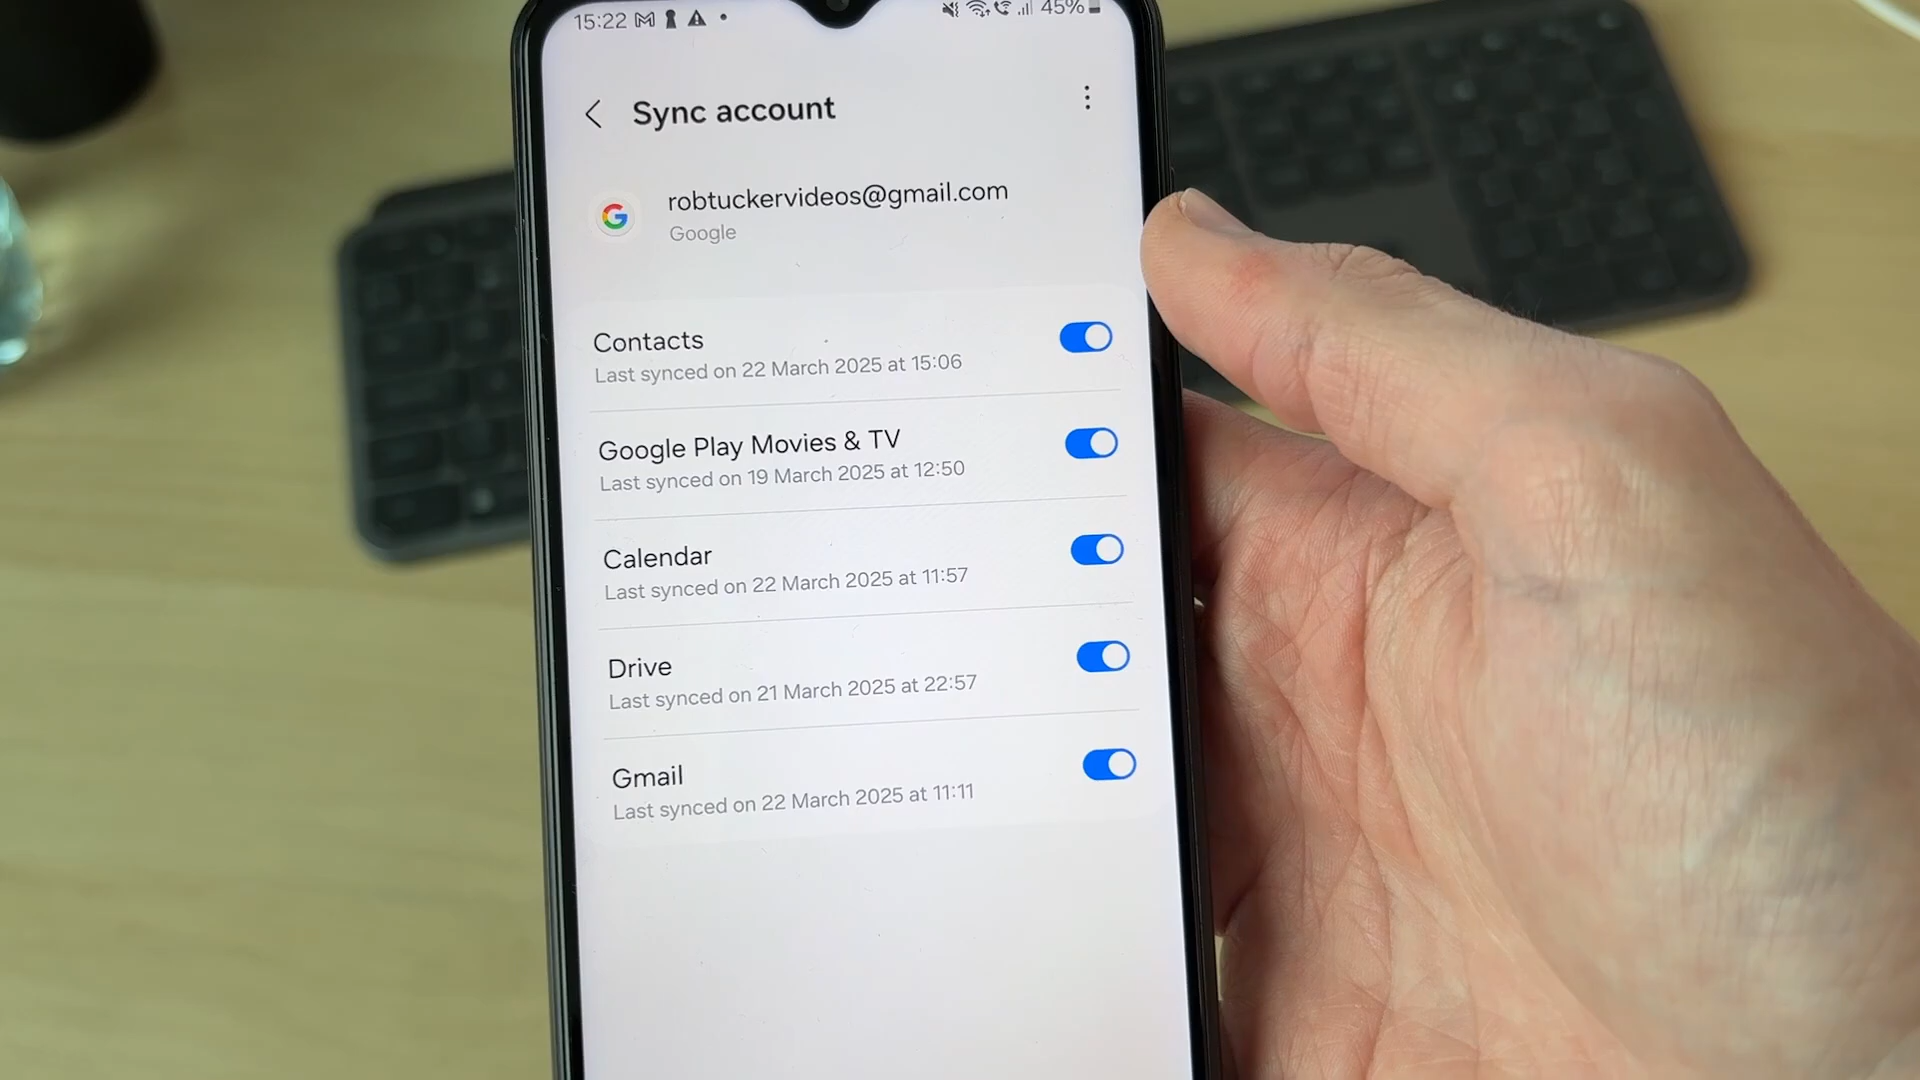 15:22 45%
Sync account
robtuckervideos@gmail.com
Google
Contacts
Last synced on 22 March 2025 at 15:06
Google Play Movies & TV
Last synced on 19 March 2025 at 12:50
Calendar
Last synced on 22 March 2025 at 11:57
Drive
Last synced on 21 March 2025 at 22:57
Gmail
Last synced on 22 March 2025 at 11:11